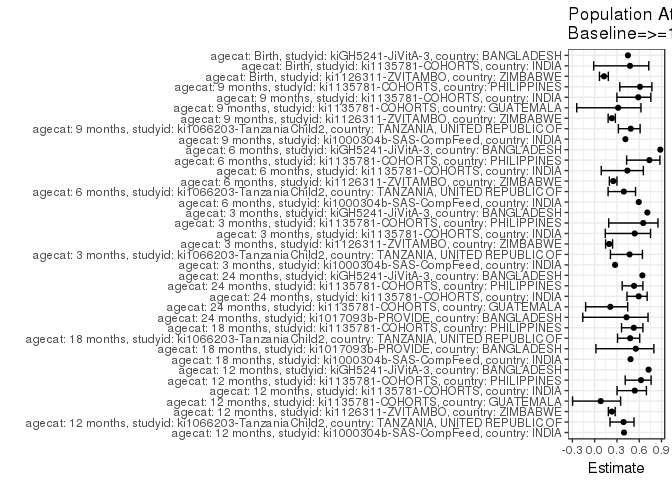 Population A
Baseline=>=1
agecat: Birth, studyid: kiGH5241-JiVitA-3, country: BANGLADESH
agecat: Birth, studyid: ki1135781-COHORTS, country: INDIA
agecat: Birth, studyid: ki1126311-ZVITAMBO, country: ZIMBABWE
agecat: 9 months, studyid: ki1135781-COHORTS, country: PHILIPPINES
agecat: 9 months, studyid: ki1135781-COHORTS, country: INDIA
agecat: 9 months, studyid: ki1135781-COHORTS, country: GUATEMALA
agecat: 9 months, studyid: ki1126311-ZVITAMBO, country: ZIMBABWE
agecat: 9 months, studyid: ki1066203-TanzaniaChild2, country: TANZANIA, UNITED REPUBLIC OF
agecat: 9 months, studyid: ki1000304b-SAS-CompFeed, country: INDIA
agecat: 6 months, studyid: kiGH5241-JiVitA-3, country: BANGLADESH
agecat: 6 months, studyid: ki1135781-COHORTS, country: PHILIPPINES
agecat: 6 months, studyid: ki1135781-COHORTS, country: INDIA
agecat: 6 months, studyid: ki1126311-ZVITAMBO, country: ZIMBABWE
agecat: 6 months, studyid: ki1066203-TanzaniaChild2, country: TANZANIA, UNITED REPUBLIC OF
agecat: 6 months, studyid: ki1000304b-SAS-CompFeed, country: INDIA
agecat: 3 months, studyid: kiGH5241-JiVitA-3, country: BANGLADESH
agecat: 3 months, studyid: ki1135781-COHORTS, country: PHILIPPINES
agecat: 3 months, studyid: ki1135781-COHORTS, country: INDIA
agecat: 3 months, studyid: ki1126311-ZVITAMBO, country: ZIMBABWE
agecat: 3 months, studyid: ki1066203-TanzaniaChild2, country: TANZANIA, UNITED REPUBLIC OF
agecat: 3 months, studyid: ki1000304b-SAS-CompFeed, country: INDIA
agecat: 24 months, studyid: kiGH5241-JiVitA-3, country: BANGLADESH
agecat: 24 months, studyid: ki1135781-COHORTS, country: PHILIPPINES
agecat: 24 months, studyid: ki1135781-COHORTS, country: INDIA
agecat: 24 months, studyid: ki1135781-COHORTS, country: GUATEMALA
agecat: 24 months, studyid: ki1017093b-PROVIDE, country: BANGLADESH
agecat: 18 months, studyid: ki1135781-COHORTS, country: PHILIPPINES
agecat: 18 months, studyid: ki1066203-TanzaniaChild2, country: TANZANIA, UNITED REPUBLIC OF
agecat: 18 months, studyid: ki1017093b-PROVIDE, country: BANGLADESH
agecat: 18 months, studyid: ki1000304b-SAS-CompFeed, country: INDIA
agecat: 12 months, studyid: kiGH5241-JiVitA-3, country: BANGLADESH
agecat: 12 months, studyid: ki1135781-COHORTS, country: PHILIPPINES
agecat: 12 months, studyid: ki1135781-COHORTS, country: INDIA
agecat: 12 months, studyid: ki1135781-COHORTS, country: GUATEMALA
agecat: 12 months, studyid: ki1126311-ZVITAMBO, country: ZIMBABWE
agecat: 12 months, studyid: ki1066203-TanzaniaChild2, country: TANZANIA, UNITED REPUBLIC OF
agecat: 12 months, studyid: ki1000304b-SAS-CompFeed, country: INDIA
-0.3 0.0 0.3 0.6 0.9
Estimate